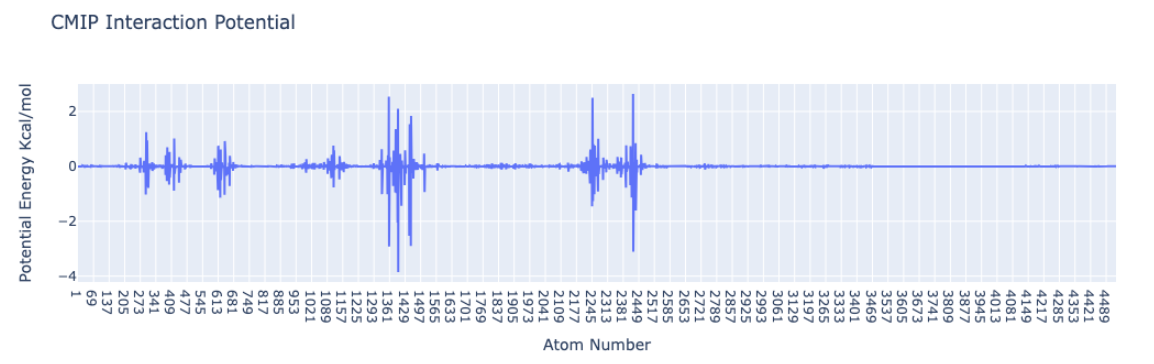 CMIP Interaction Potential
Potential Energy Kcal/mol
2
0
−2
−4
1 69 137 205 273 341 409 477 545 613 681 749 817 885 953 1021 1089 1157 1225 1293 1361 1429 1497 1565 1633 1701 1769 1837 1905 1973 2041 2109 2177 2245 2313 2381 2449 2517 2585 2653 2721 2789 2857 2925 2993 3061 3129 3197 3265 3333 3401 3469 3537 3605 3673 3741 3809 3877 3945 4013 4081 4149 4217 4285 4353 4421 4489
Atom Number